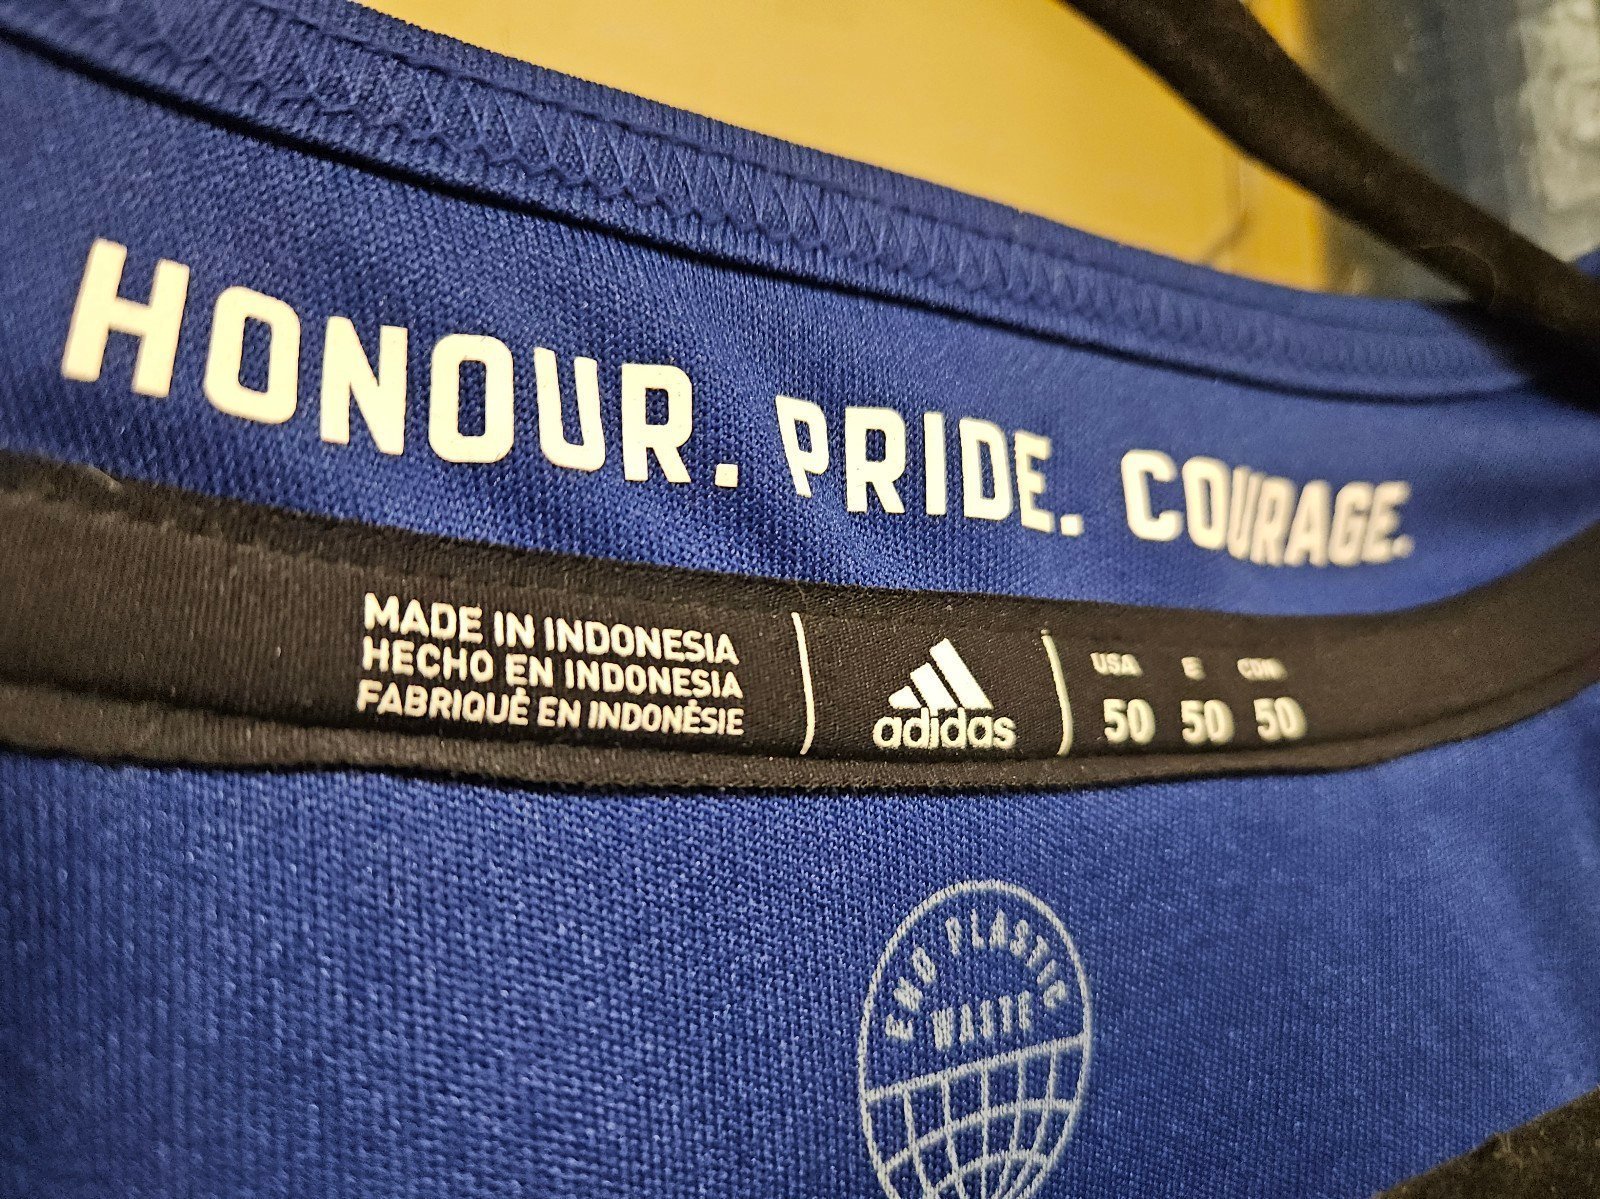 HONOUR. PRIDE. COURAGE.
MADE IN INDONESIA
HECHO EN INDONESIA
FABRIQUÉ EN INDONÉSIE
adidas
USA E CDN
50 50 50
END PLASTIC
WASTE